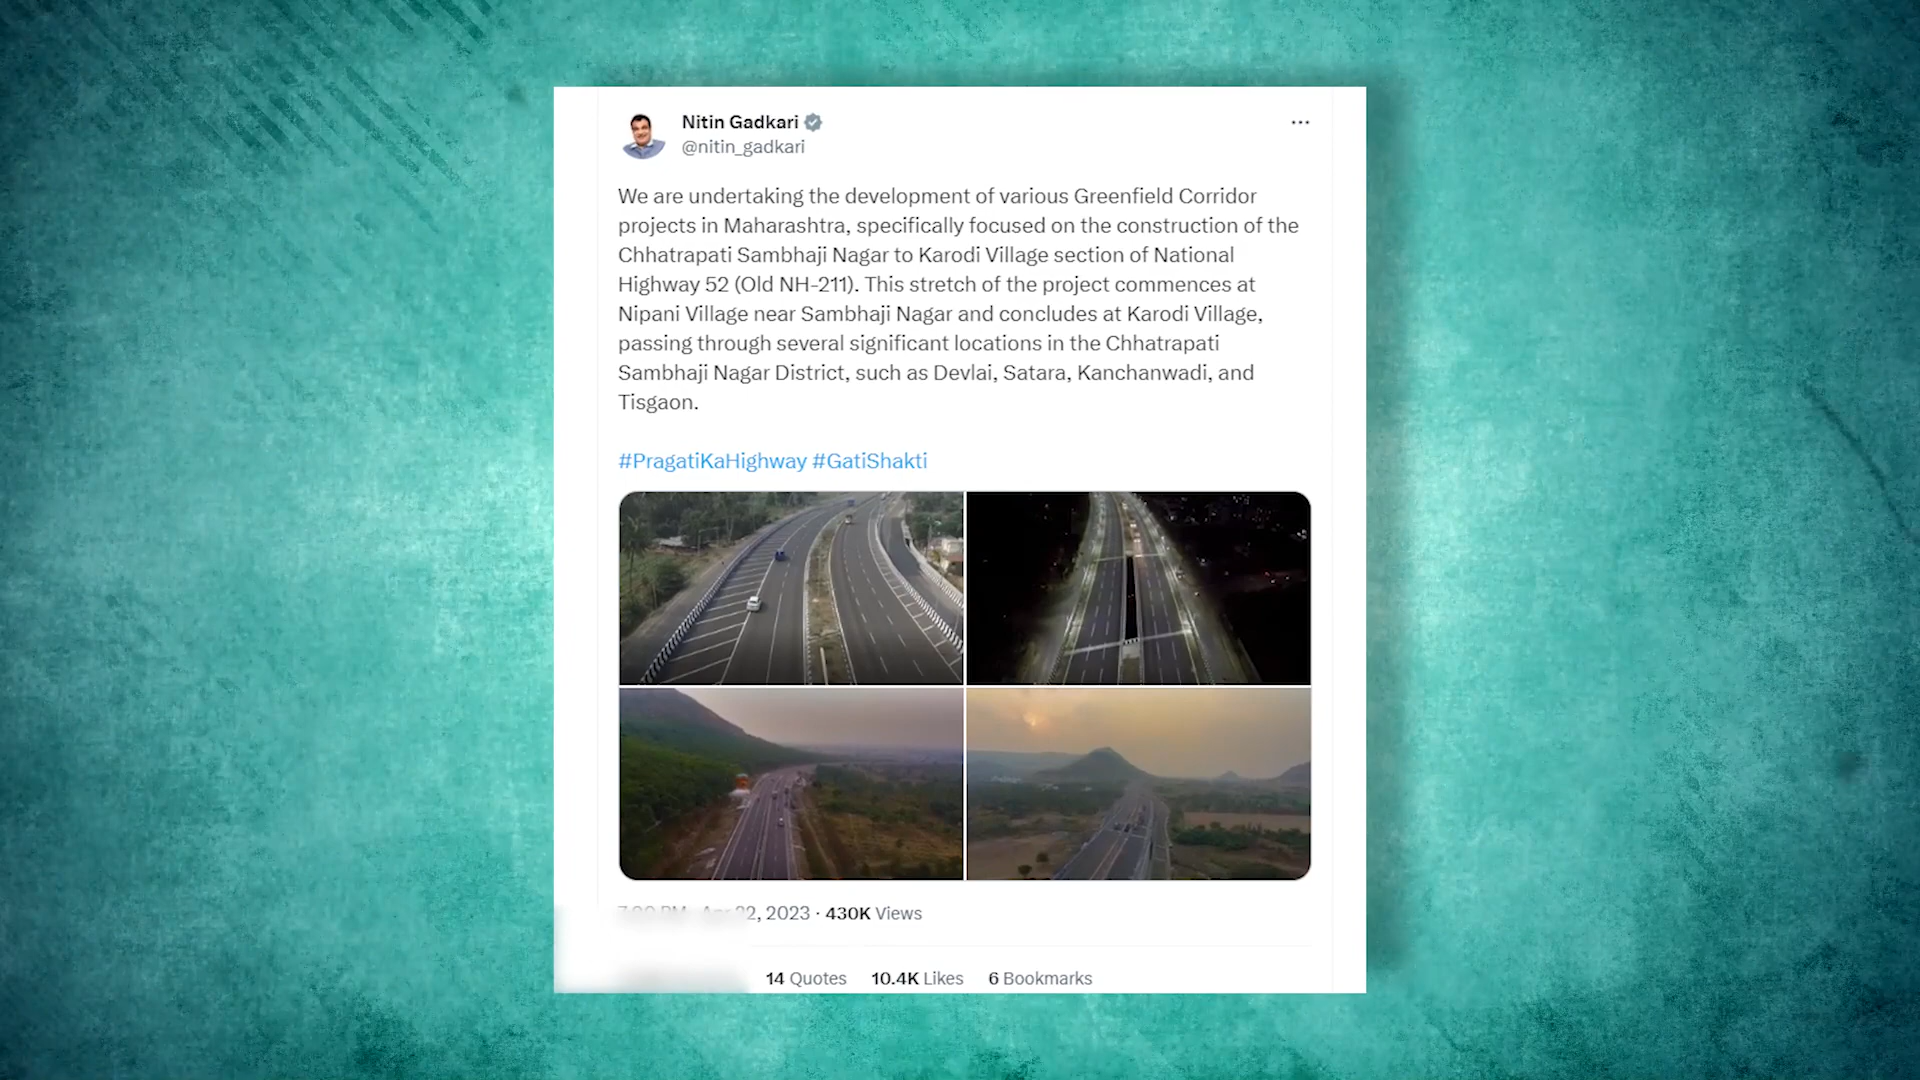 Nitin Gadkari
@nitin_gadkari
We are undertaking the development of various Greenfield Corridor
projects in Maharashtra, specifically focused on the construction of the
Chhatrapati Sambhaji Nagar to Karodi Village section of National
Highway 52 (Old NH-211). This stretch of the project commences at
Nipani Village near Sambhaji Nagar and concludes at Karodi Village,
passing through several significant locations in the Chhatrapati
Sambhaji Nagar District, such as Devlai, Satara, Kanchanwadi, and
Tisgaon.
#PragatiKaHighway #GatiShakti
2, 2023 · 430K Views
14 Quotes 10.4K Likes 6 Bookmarks